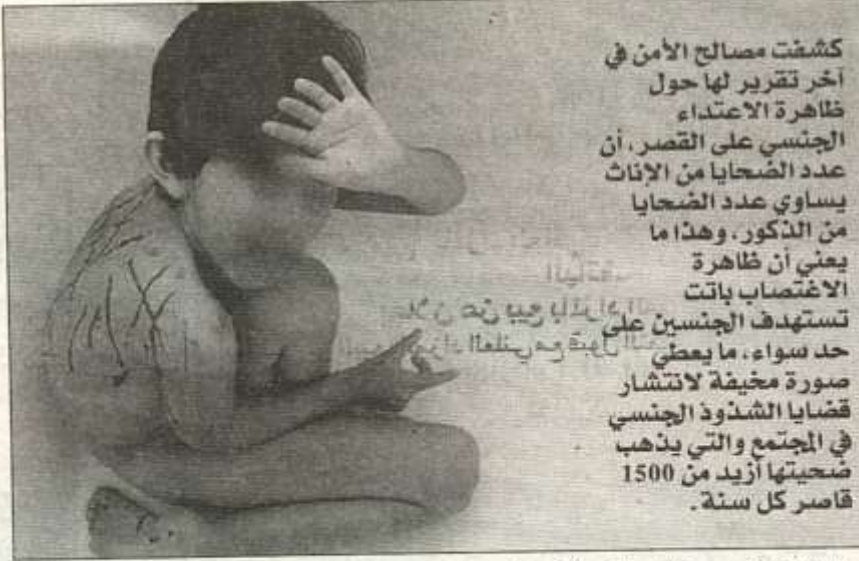 كشفت مصالح الأمن في
آخر تقرير لها حول
ظاهرة الاعتداء
الجنسي على القصر، أن
عدد الضحايا من الإناث
يساوي عدد الضحايا
من الذكور، وهذا ما
يعني أن ظاهرة
الاغتصاب باتت
تستهدف الجنسين على
حد سواء، ما يعطي
صورة مخيفة لانتشار
قضايا الشذوذ الجنسي
في المجتمع والتي يذهب
ضحيتها أزيد من 1500
قاصر كل سنة.